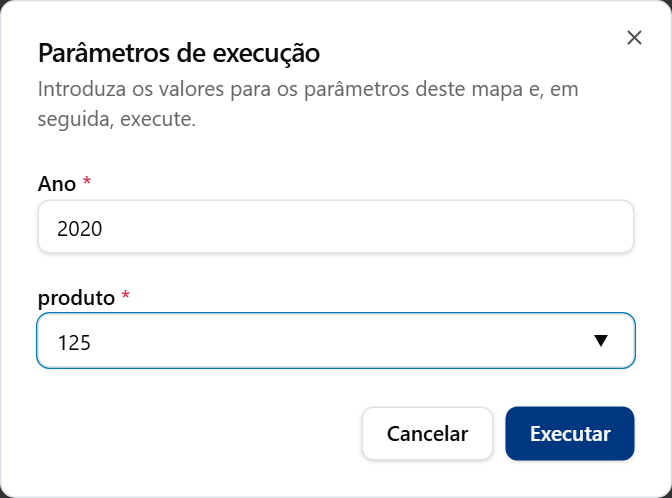 Parâmetros de execução
Introduza os valores para os parâmetros deste mapa e, em
seguida, execute.
Ano *
2020
produto *
125
Cancelar
Executar